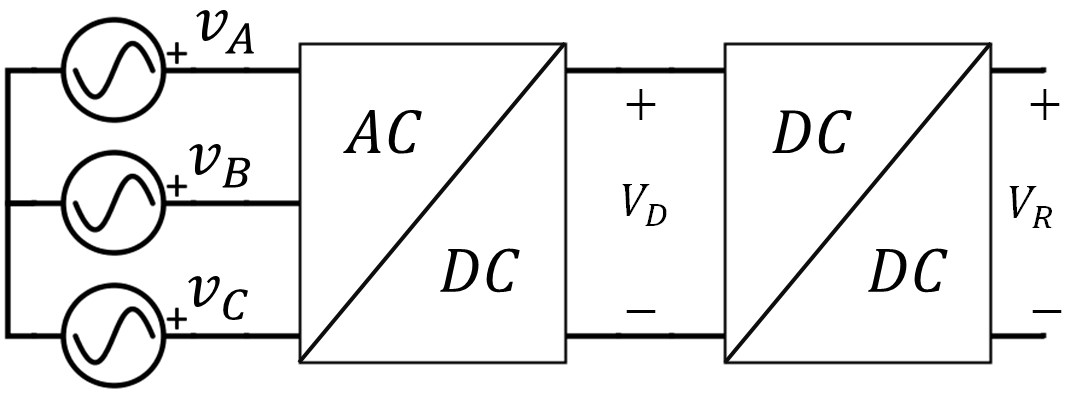 + v_A
AC
DC
+ v_B
+ v_C
DC
+
V_D
−
DC
+
V_R
−